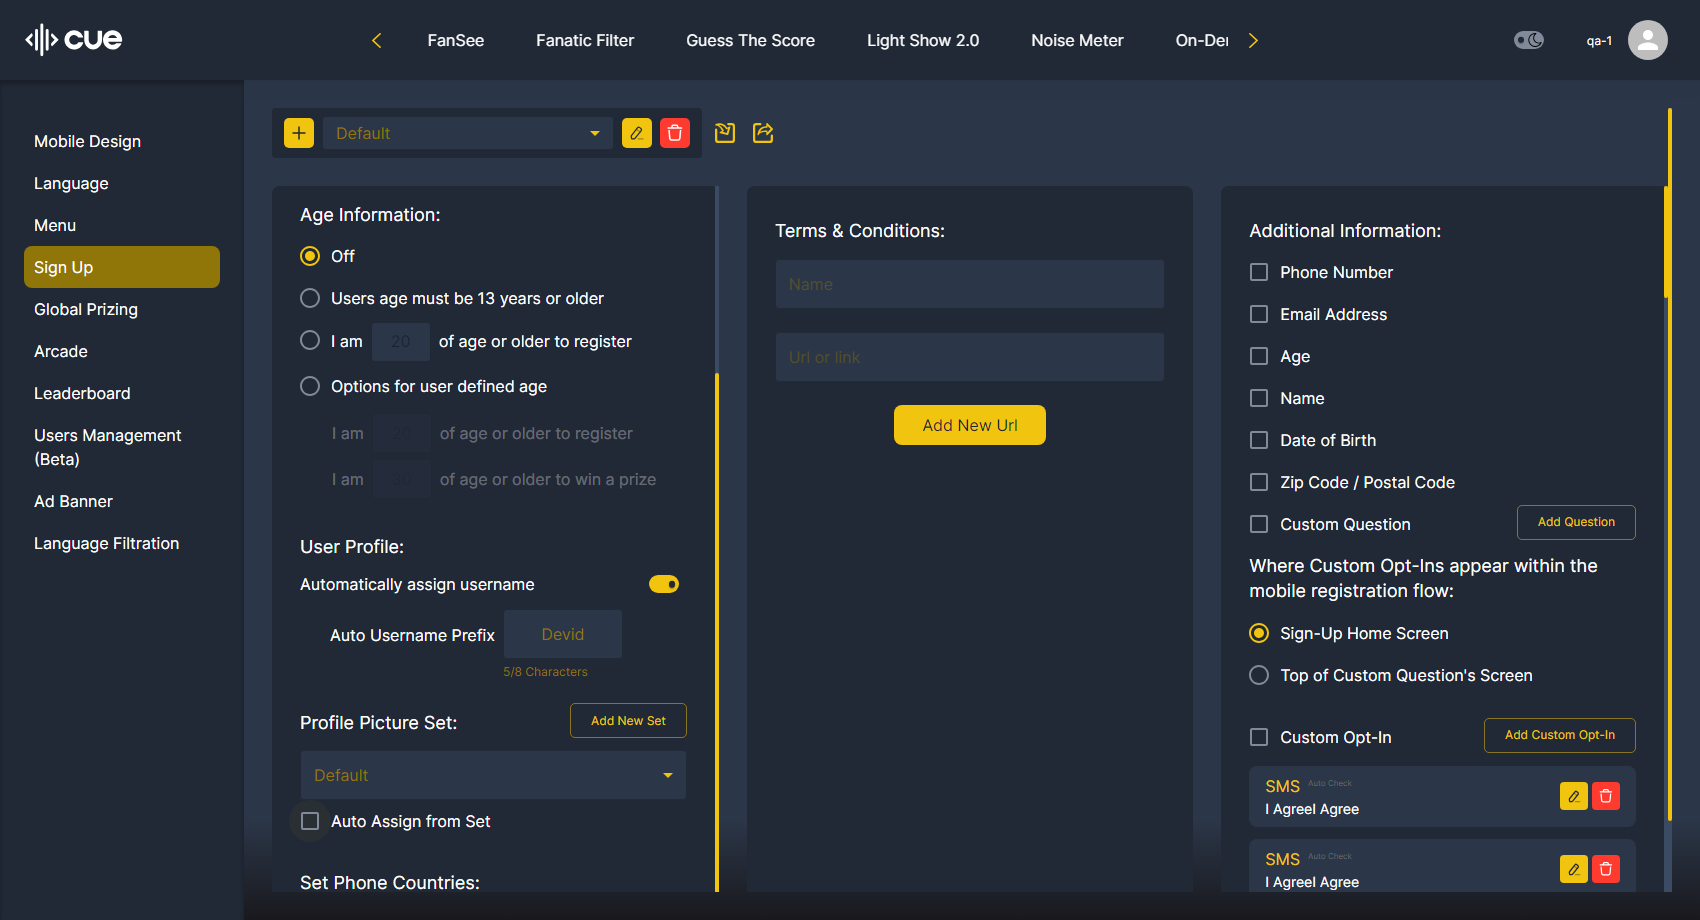 cue
FanSee
Fanatic Filter
Guess The Score
Light Show 2.0
Noise Meter
On-De
qa-1
Mobile Design
Language
Menu
Sign Up
Global Prizing
Arcade
Leaderboard
Users Management
(Beta)
Ad Banner
Language Filtration
Default
Age Information:
Off
Users age must be 13 years or older
I am 20 of age or older to register
Options for user defined age
I am 20 of age or older to register
I am 30 of age or older to win a prize
User Profile:
Automatically assign username
Auto Username Prefix Devid
5/8 Characters
Profile Picture Set: Add New Set
Default
Auto Assign from Set
Set Phone Countries:
Terms & Conditions:
Name
Url or link
Add New Url
Additional Information:
Phone Number
Email Address
Age
Name
Date of Birth
Zip Code / Postal Code
Custom Question Add Question
Where Custom Opt-Ins appear within the
mobile registration flow:
Sign-Up Home Screen
Top of Custom Question's Screen
Custom Opt-In Add Custom Opt-In
SMS Auto Check
I AgreeI Agree
SMS Auto Check
I AgreeI Agree